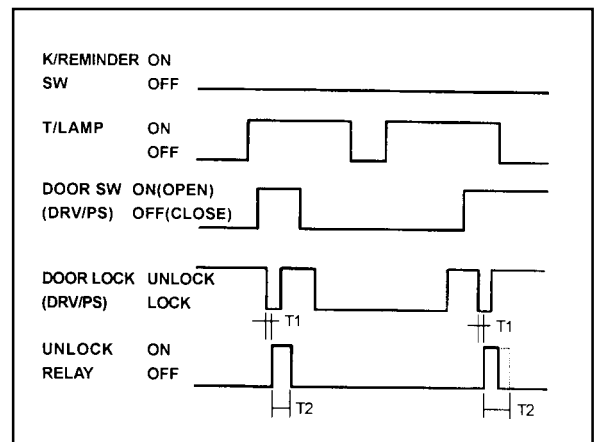 K/REMINDER ON
SW OFF
T/LAMP ON
OFF
DOOR SW ON(OPEN)
(DRV/PS) OFF(CLOSE)
DOOR LOCK UNLOCK
(DRV/PS) LOCK
T1 T1
UNLOCK ON
RELAY OFF
T2 T2